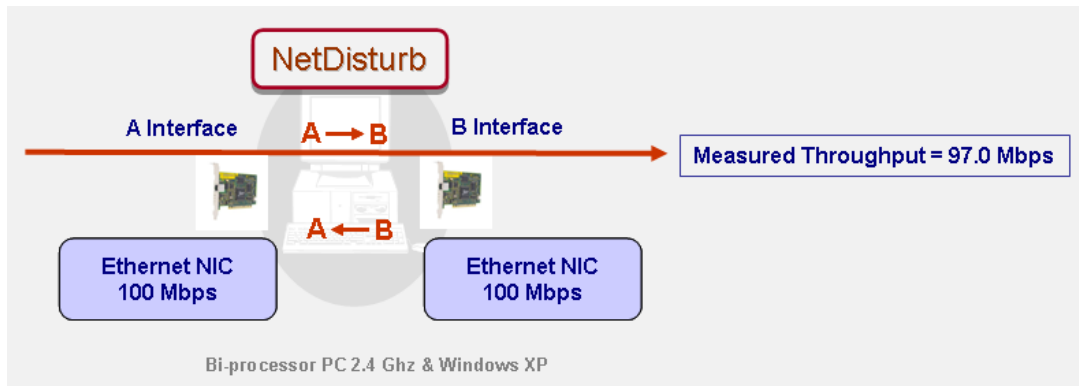 NetDisturb
A Interface
A → B
B Interface
Measured Throughput = 97.0 Mbps
A ← B
Ethernet NIC
100 Mbps
Ethernet NIC
100 Mbps
Bi-processor PC 2.4 Ghz & Windows XP